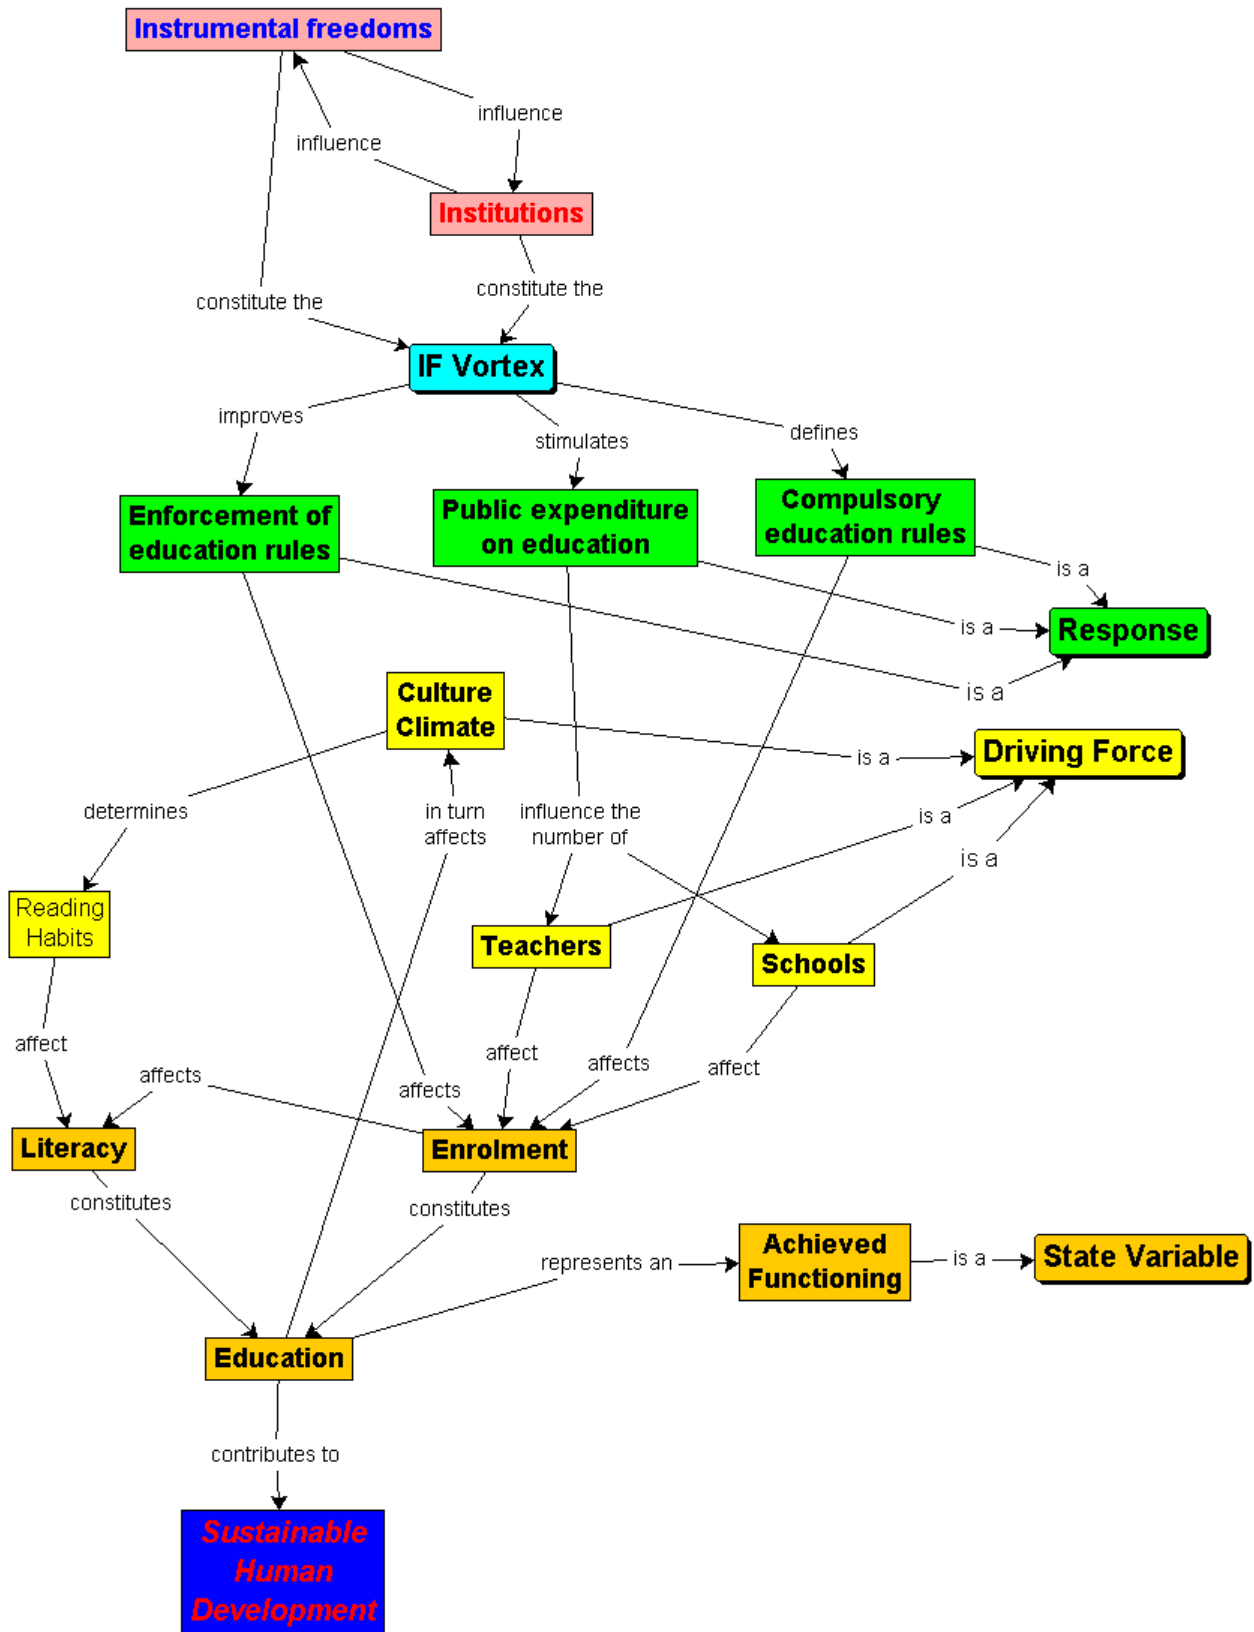 Instrumental freedoms
influence
influence
Institutions
constitute the
constitute the
IF Vortex
improves
stimulates
defines
Enforcement of
education rules
Public expenditure
on education
Compulsory
education rules
is a
is a
Response
is a
Culture
Climate
is a
Driving Force
determines
in turn
affects
influence the
number of
is a
is a
Reading
Habits
Teachers
Schools
affect
affect
affects
affect
affects
affects
Literacy
Enrolment
constitutes
constitutes
represents an
Achieved
Functioning
is a
State Variable
Education
contributes to
Sustainable
Human
Development